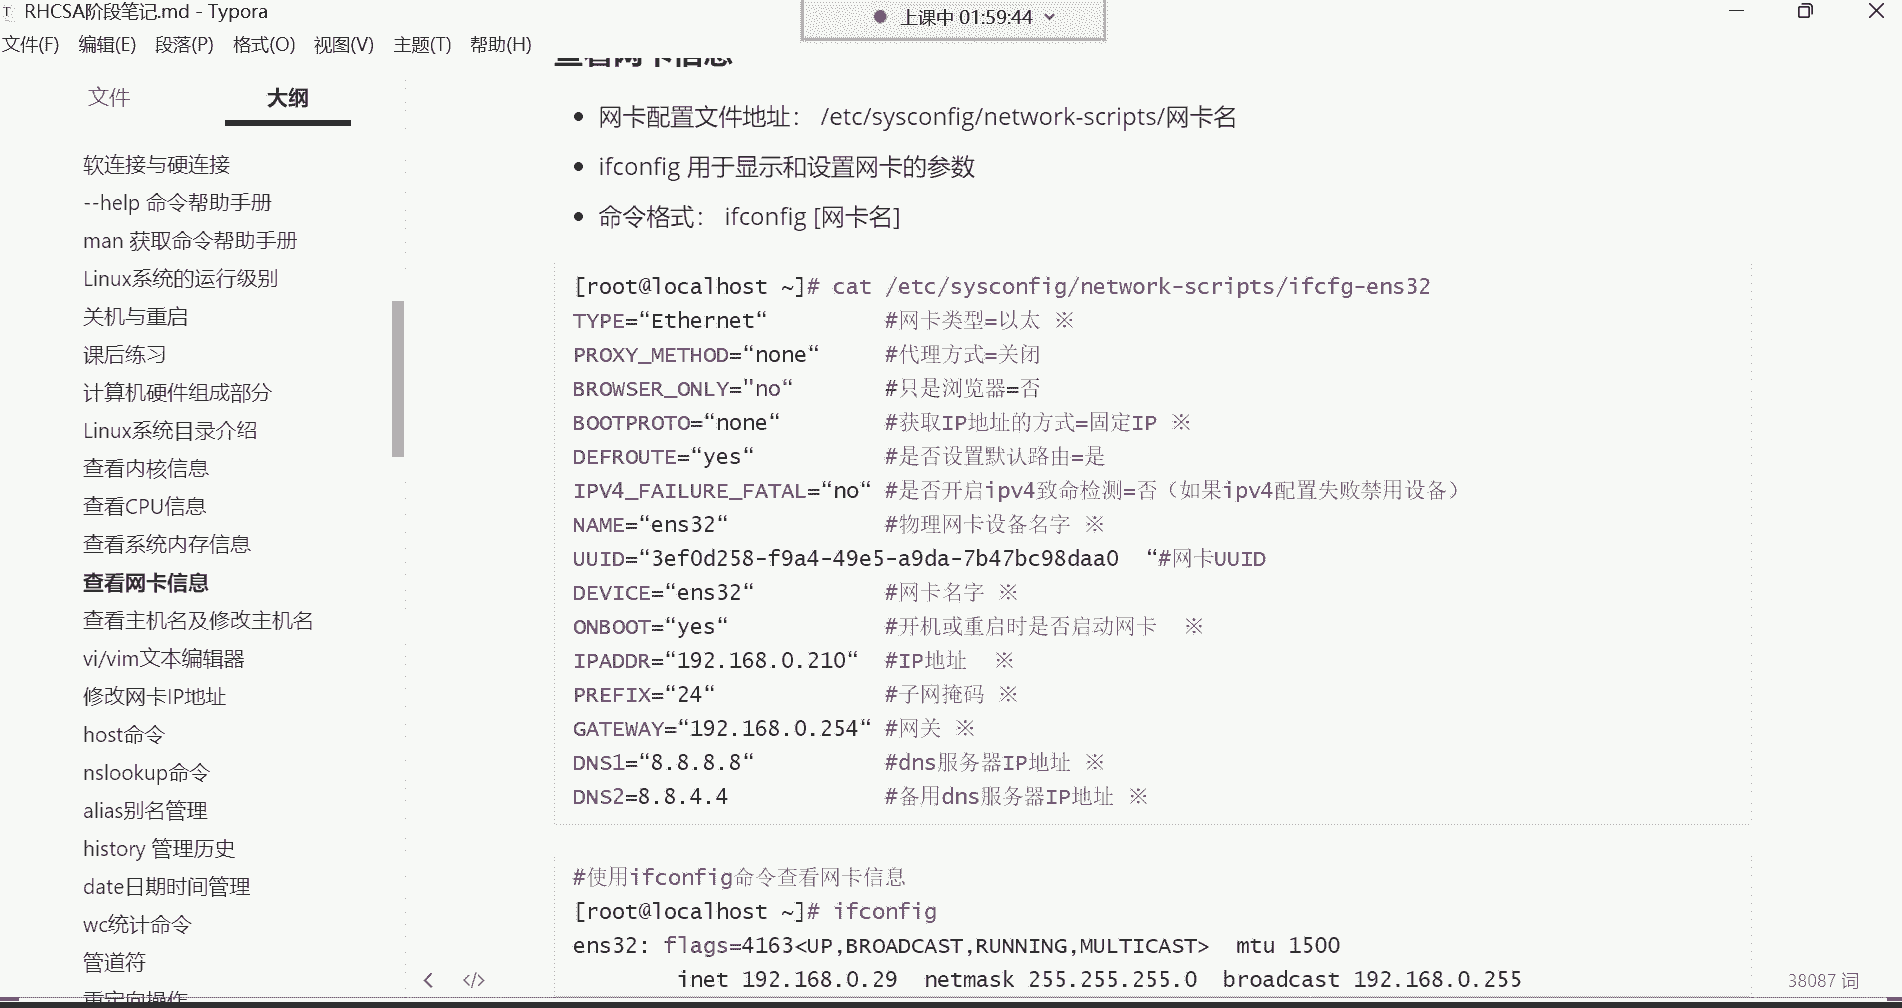 RHCSA阶段笔记.md - Typora
上课中 01:59:44
文件(F) 编辑(E) 段落(P) 格式(O) 视图(V) 主题(T) 帮助(H)
文件 大纲
软连接与硬连接
--help 命令帮助手册
man 获取命令帮助手册
Linux系统的运行级别
关机与重启
课后练习
计算机硬件组成部分
Linux系统目录介绍
查看内核信息
查看CPU信息
查看系统内存信息
查看网卡信息
查看主机名及修改主机名
vi/vim文本编辑器
修改网卡IP地址
host命令
nslookup命令
alias别名管理
history 管理历史
date日期时间管理
wc统计命令
管道符
重定向操作
查看网卡信息
网卡配置文件地址： /etc/sysconfig/network-scripts/网卡名
ifconfig 用于显示和设置网卡的参数
命令格式： ifconfig [网卡名]
[root@localhost ~]# cat /etc/sysconfig/network-scripts/ifcfg-ens32
TYPE=“Ethernet“ #网卡类型=以太 ※
PROXY_METHOD=“none“ #代理方式=关闭
BROWSER_ONLY="no“ #只是浏览器=否
BOOTPROTO=“none“ #获取IP地址的方式=固定IP ※
DEFROUTE=“yes“ #是否设置默认路由=是
IPV4_FAILURE_FATAL=“no“ #是否开启ipv4致命检测=否（如果ipv4配置失败禁用设备）
NAME=“ens32“ #物理网卡设备名字 ※
UUID=“3ef0d258-f9a4-49e5-a9da-7b47bc98daa0 “#网卡UUID
DEVICE=“ens32“ #网卡名字 ※
ONBOOT=“yes“ #开机或重启时是否启动网卡 ※
IPADDR=“192.168.0.210“ #IP地址 ※
PREFIX=“24“ #子网掩码 ※
GATEWAY=“192.168.0.254“ #网关 ※
DNS1=“8.8.8.8“ #dns服务器IP地址 ※
DNS2=8.8.4.4 #备用dns服务器IP地址 ※
#使用ifconfig命令查看网卡信息
[root@localhost ~]# ifconfig
ens32: flags=4163<UP,BROADCAST,RUNNING,MULTICAST> mtu 1500
inet 192.168.0.29 netmask 255.255.255.0 broadcast 192.168.0.255
38087 词